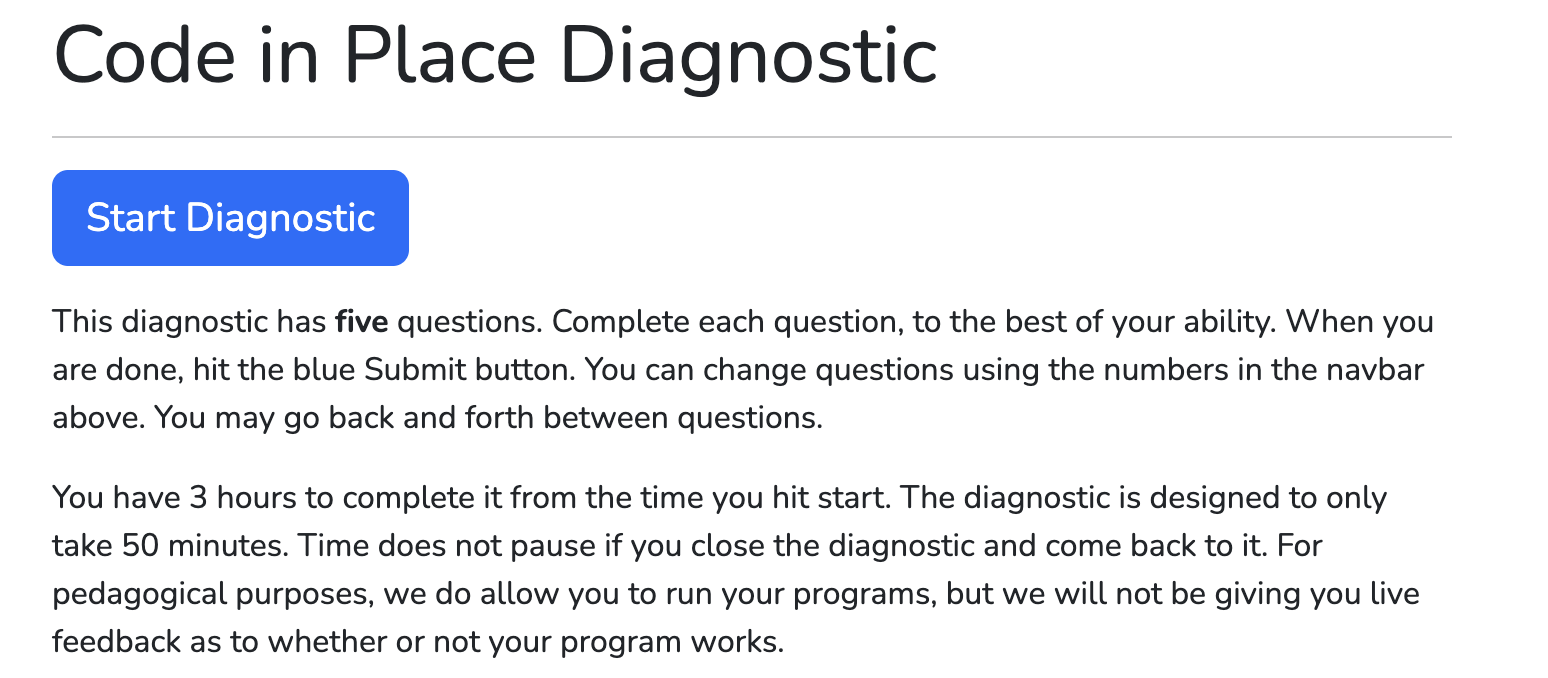 Code in Place Diagnostic
Start Diagnostic
This diagnostic has five questions. Complete each question, to the best of your ability. When you
are done, hit the blue Submit button. You can change questions using the numbers in the navbar
above. You may go back and forth between questions.
You have 3 hours to complete it from the time you hit start. The diagnostic is designed to only
take 50 minutes. Time does not pause if you close the diagnostic and come back to it. For
pedagogical purposes, we do allow you to run your programs, but we will not be giving you live
feedback as to whether or not your program works.